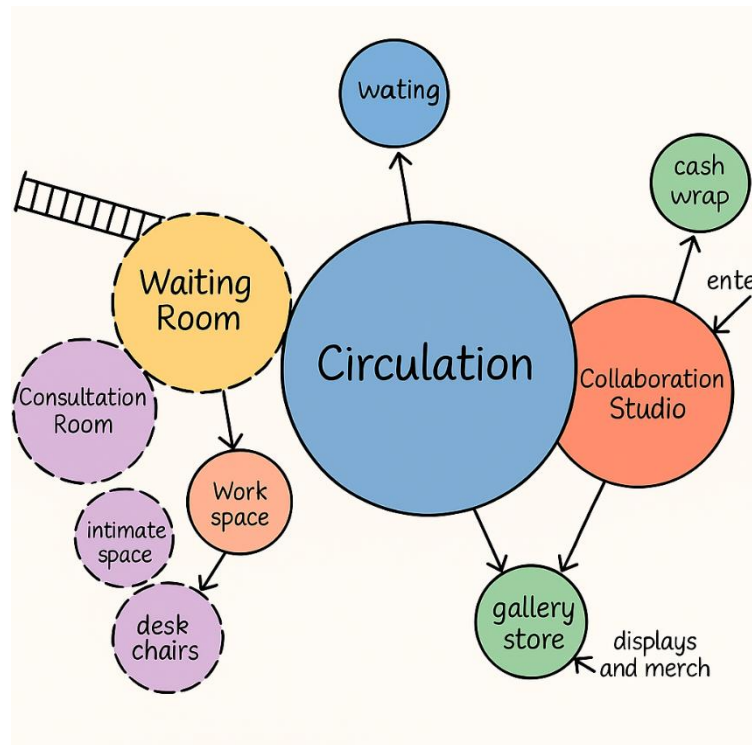 wating
cash
wrap
ente
Waiting
Room
Circulation
Collaboration
Studio
Consultation
Room
Work
space
intimate
space
desk
chairs
gallery
store
displays
and merch